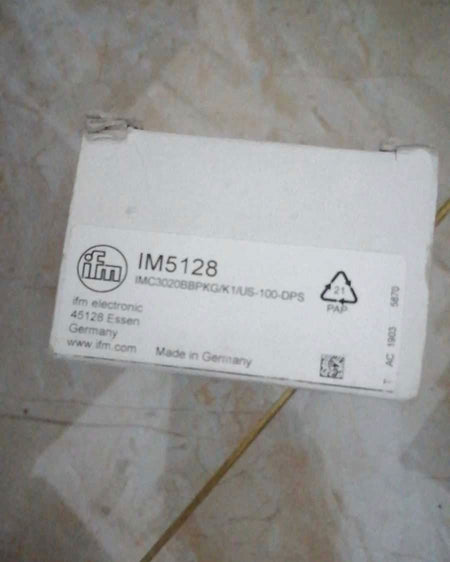 ifm
IM5128
IMC3020BBPKG/K1/US-100-DPS
ifm electronic
45128 Essen
Germany
www.ifm.com
Made in Germany
21
PAP
T AC 1903 5870